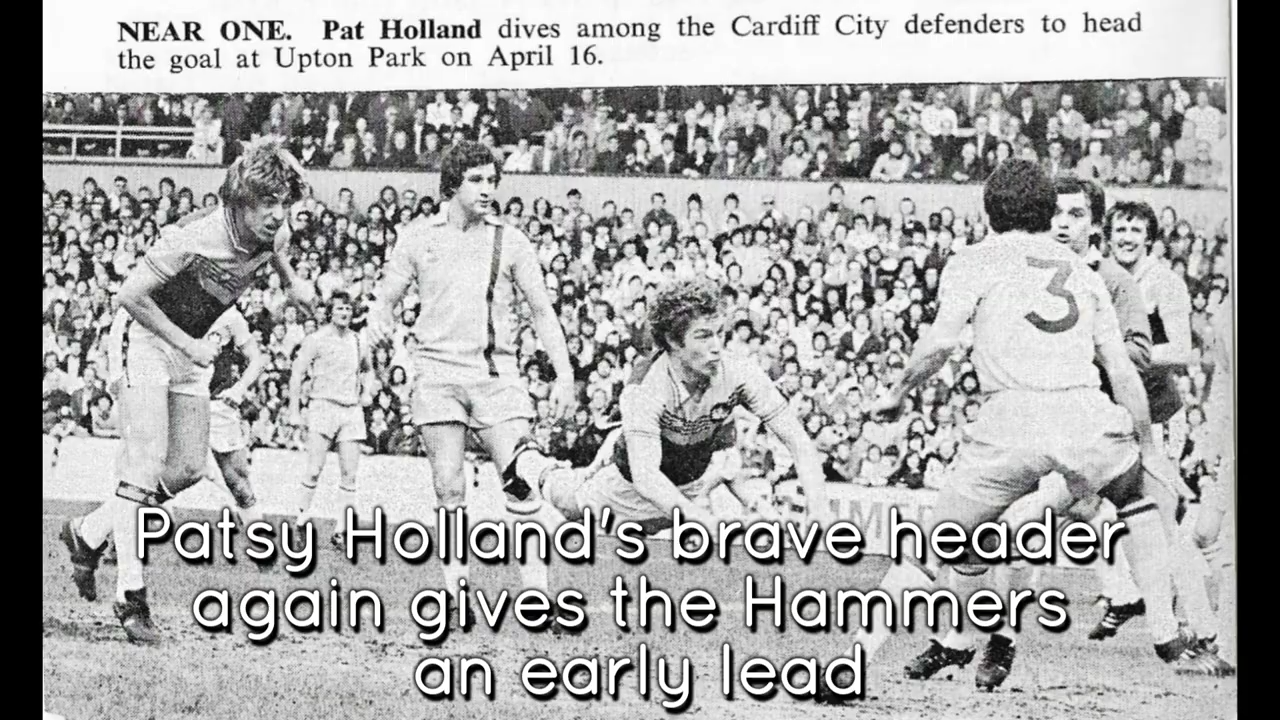 NEAR ONE. Pat Holland dives among the Cardiff City defenders to head
the goal at Upton Park on April 16.
3
Patsy Holland's brave header
again gives the Hammers
an early lead